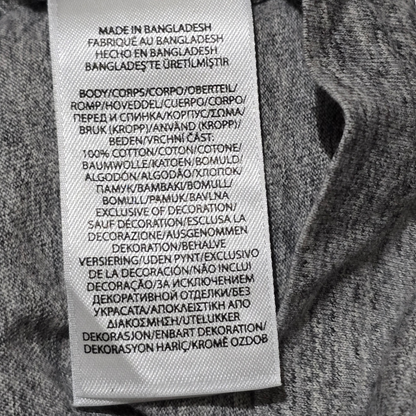 MADE IN BANGLADESH
FABRIQUÉ AU BANGLADESH
HECHO EN BANGLADESH
BANGLADEŞ'TE ÜRETİLMİŞTİR
BODY/CORPS/CORPO/OBERTEIL/
ROMP/HOVEDDEL/CUERPO/CORPO/
ПЕРЕД И СПИНКА/КОРПУС/ΣΩΜΑ/
BRUK (KROPP)/ANVÄND (KROPP)/
BEDEN/VRCHNÍ ČÁST:
100% COTTON/COTON/COTONE/
BAUMWOLLE/KATOEN/BOMULD/
ALGODÓN/ALGODÃO/ХЛОПОК/
ПАМУК/BAMBAKI/BOMULL/
BOMULL/PAMUK/BAVLNA
EXCLUSIVE OF DECORATION/
SAUF DÉCORATION/ESCLUSA LA
DECORAZIONE/AUSGENOMMEN
DEKORATION/BEHALVE
VERSIERING/UDEN PYNT/EXCLUSIVO
DE LA DECORACIÓN/NÃO INCLUI
DECORAÇÃO/ЗА ИСКЛЮЧЕНИЕМ
ДЕКОРАТИВНОЙ ОТДЕЛКИ/БЕЗ
УКРАСА/ΑΠΟΚΛΕΙΣΤΙΚΗ ΑΠΟ
ΔΙΑΚΟΣΜΗΣΗ/UTELUKKER
DEKORASJON/ENBART DEKORATION/
DEKORASYON HARİÇ/KROMĚ OZDOB